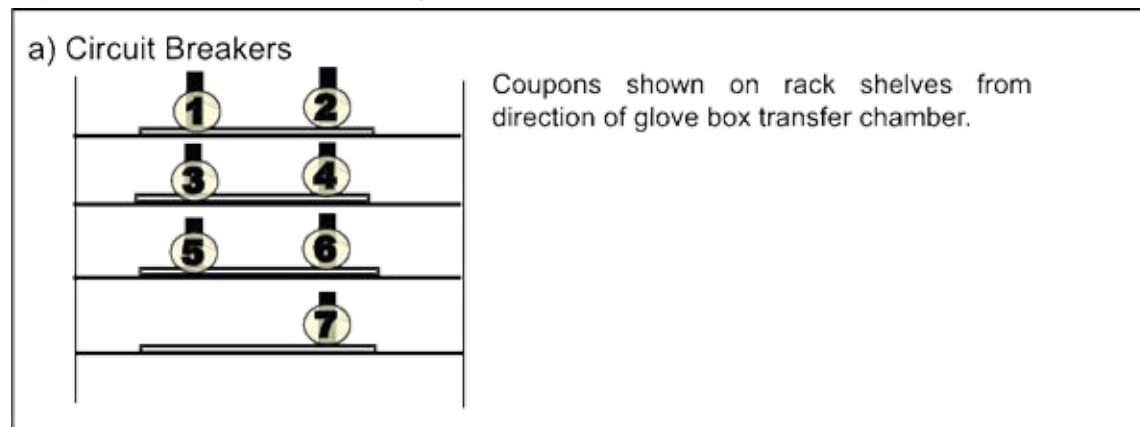 a) Circuit Breakers
Coupons shown on rack shelves from
direction of glove box transfer chamber.
1 2
3 4
5 6
7